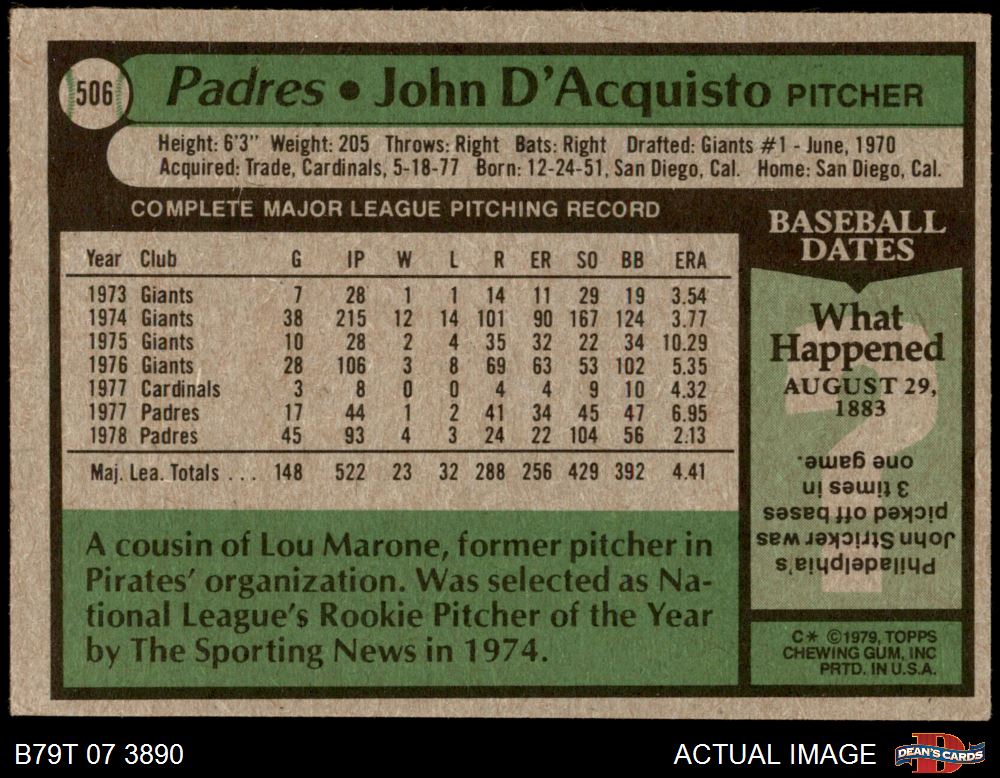 506 Padres • John D'Acquisto PITCHER
Height: 6'3" Weight: 205 Throws: Right Bats: Right Drafted: Giants #1 - June, 1970
Acquired: Trade, Cardinals, 5-18-77 Born: 12-24-51, San Diego, Cal. Home: San Diego, Cal.
COMPLETE MAJOR LEAGUE PITCHING RECORD
Year Club G IP W L R ER SO BB ERA
1973 Giants 7 28 1 1 14 11 29 19 3.54
1974 Giants 38 215 12 14 101 90 167 124 3.77
1975 Giants 10 28 2 4 35 32 22 34 10.29
1976 Giants 28 106 3 8 69 63 53 102 5.35
1977 Cardinals 3 8 0 0 4 4 9 10 4.32
1977 Padres 17 44 1 2 41 34 45 47 6.95
1978 Padres 45 93 4 3 24 22 104 56 2.13
Maj. Lea. Totals . . . 148 522 23 32 288 256 429 392 4.41
A cousin of Lou Marone, former pitcher in
Pirates' organization. Was selected as Na-
tional League's Rookie Pitcher of the Year
by The Sporting News in 1974.
BASEBALL
DATES
What
Happened
AUGUST 29,
1883
?
Philadelphia's
John Stricker was
picked off bases
3 times in
one game.
C* ©1979, TOPPS
CHEWING GUM, INC
PRTD. IN U.S.A.
B79T 07 3890
ACTUAL IMAGE
D
DEAN'S CARDS